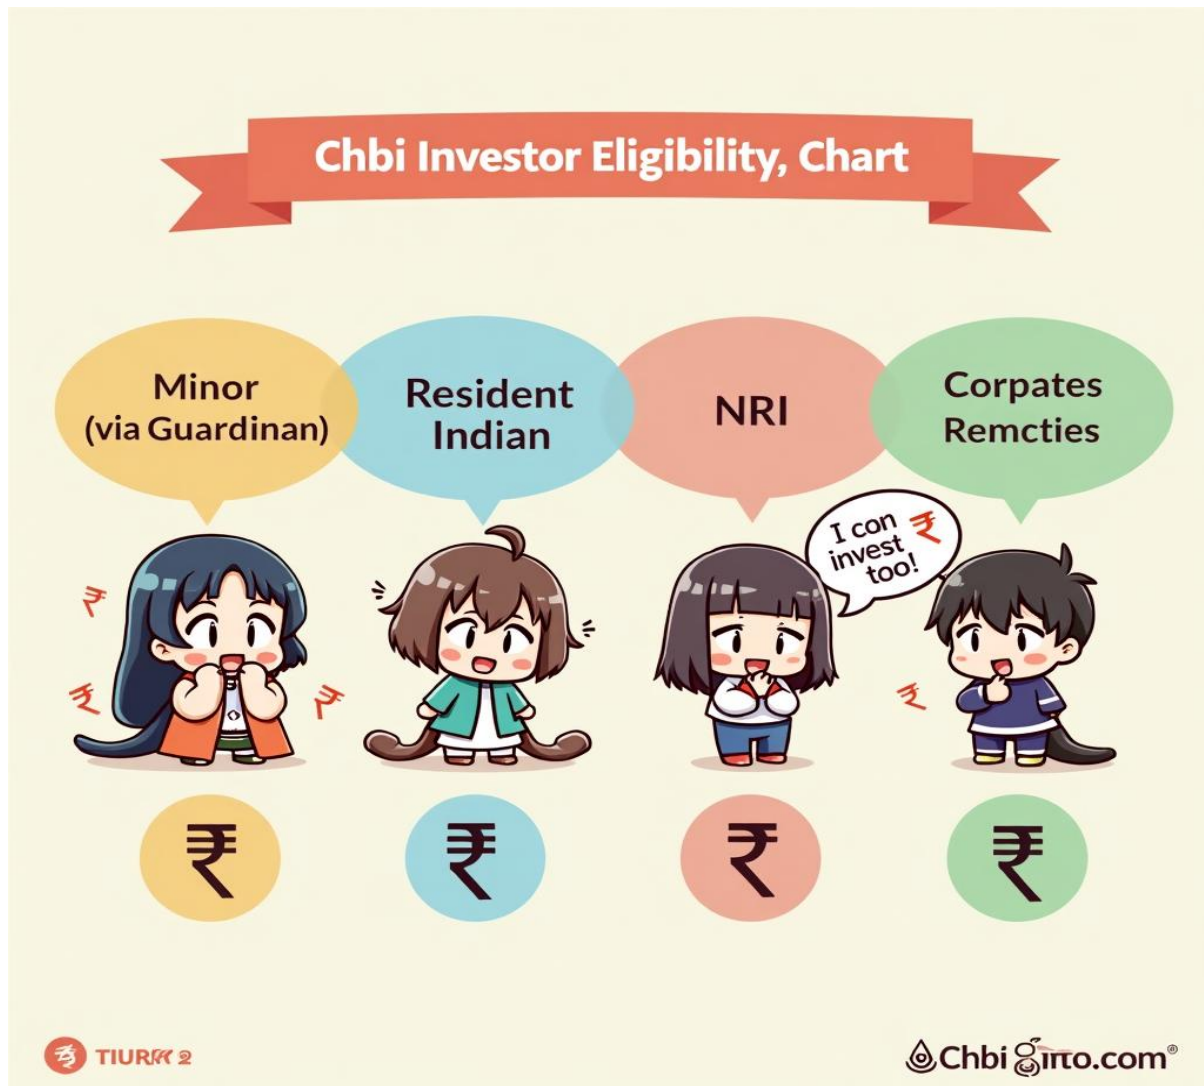 Chbi Investor Eligibility, Chart
Minor
(via Guardinan)
Resident
Indian
NRI
Corpates
Remcties
I con ₹
invest
too!
₹
₹
₹
₹
₹
₹
₹
₹
TIURK 2
Chbi
.com®